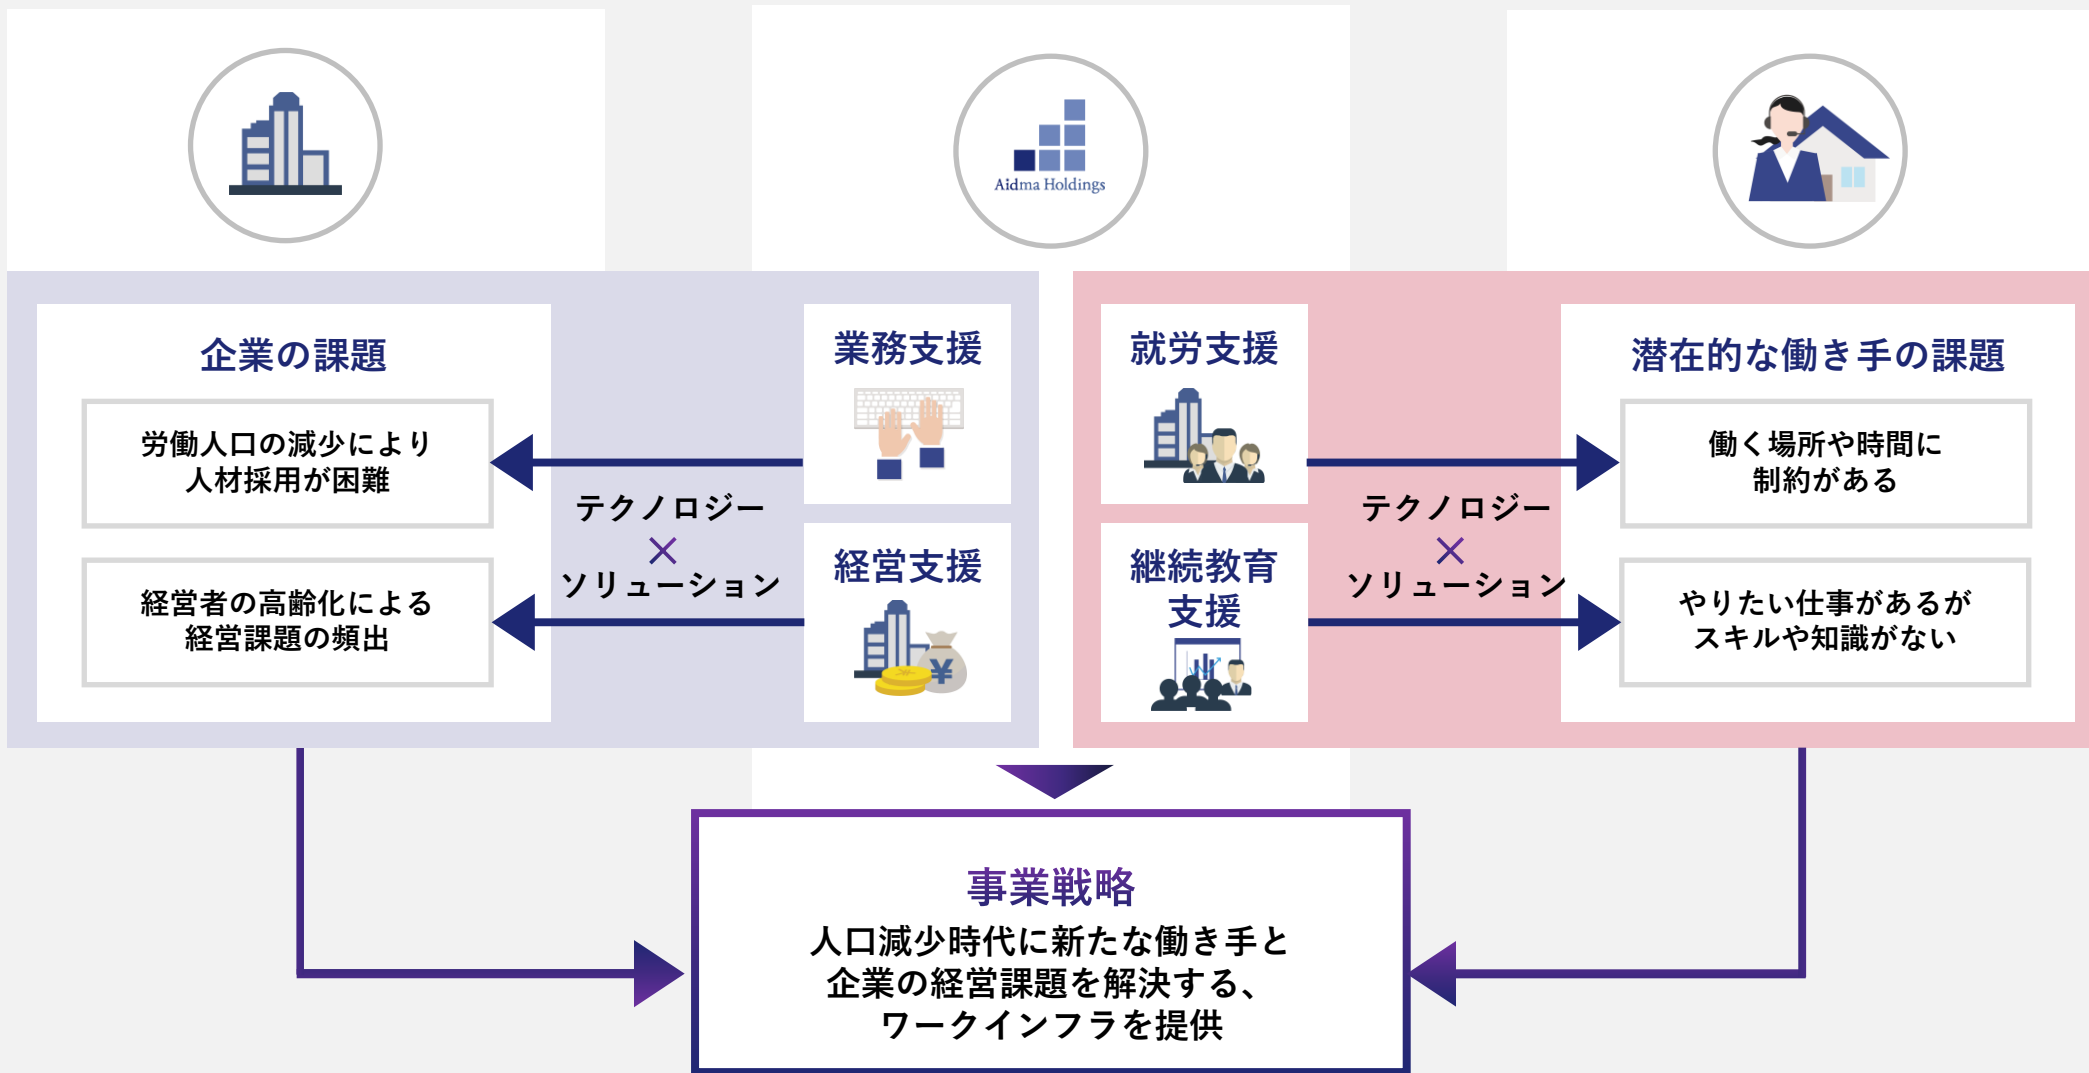 Aidma Holdings
企業の課題
労働人口の減少により
人材採用が困難
経営者の高齢化による
経営課題の頻出
テクノロジー
×
ソリューション
業務支援
経営支援
¥
就労支援
継続教育
支援
テクノロジー
×
ソリューション
潜在的な働き手の課題
働く場所や時間に
制約がある
やりたい仕事があるが
スキルや知識がない
事業戦略
人口減少時代に新たな働き手と
企業の経営課題を解決する、
ワークインフラを提供